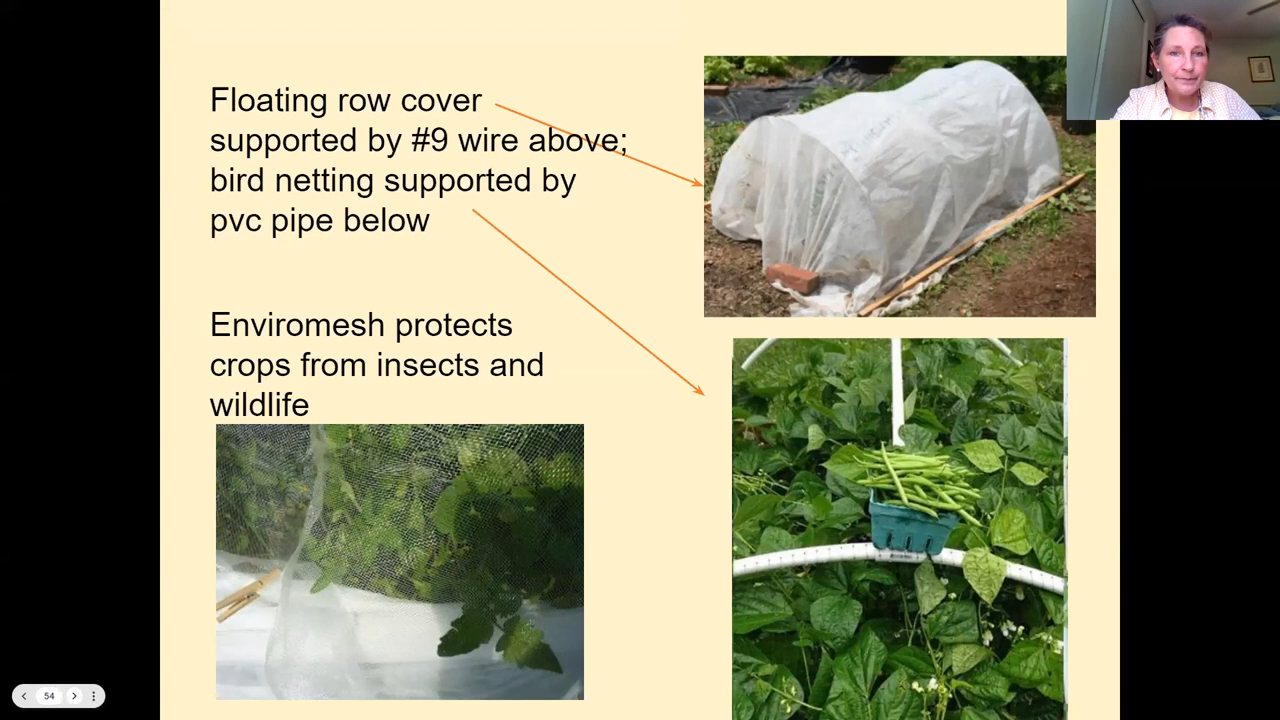 Floating row cover
supported by #9 wire above;
bird netting supported by
pvc pipe below
Enviromesh protects
crops from insects and
wildlife
54